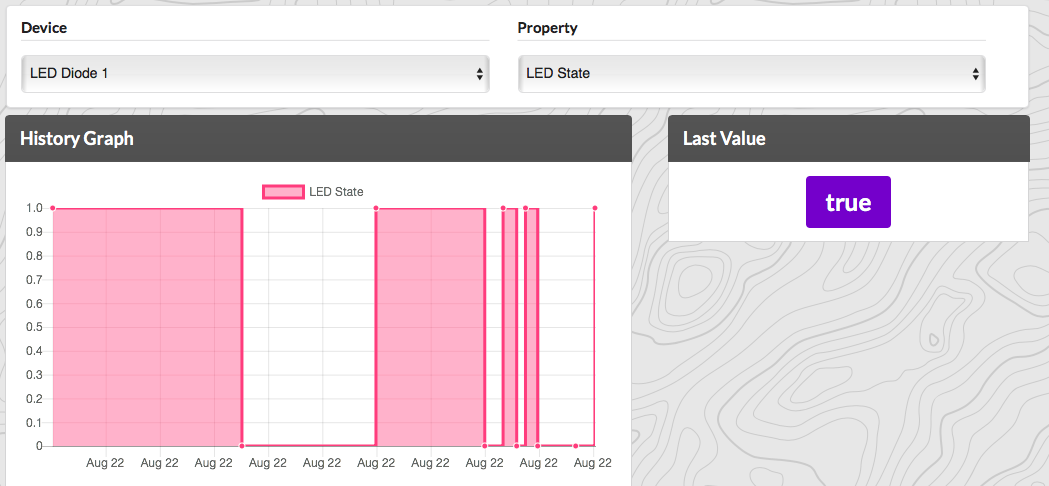 Device
Property
LED Diode 1
LED State
History Graph
Last Value
LED State
true
1.0
0.9
0.8
0.7
0.6
0.5
0.4
0.3
0.2
0.1
0
Aug 22 Aug 22 Aug 22 Aug 22 Aug 22 Aug 22 Aug 22 Aug 22 Aug 22 Aug 22